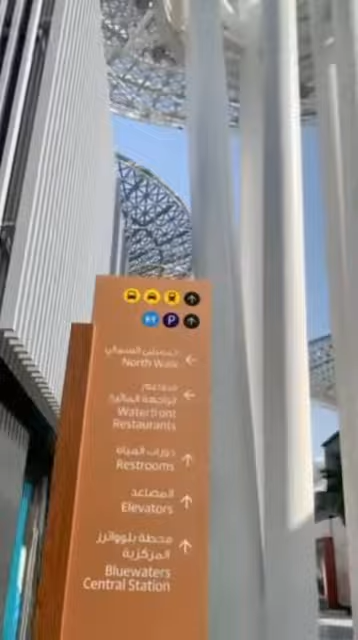 P
الممشى الشمالي
North Walk
مطاعم
الواجهة المائية
Waterfront
Restaurants
دورات المياه
Restrooms
المصاعد
Elevators
محطة بلوواترز
المركزية
Bluewaters
Central Station